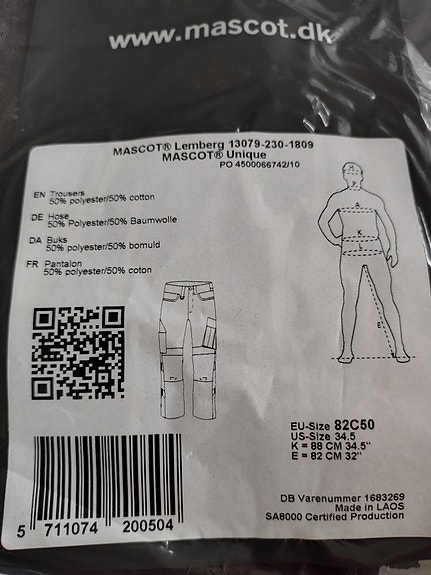 www.mascot.dk
MASCOT® Lemberg 13079-230-1809
MASCOT® Unique
PO 4500066742/10
EN Trousers
50% polyester/50% cotton
DE Hose
50% Polyester/50% Baumwolle
DA Buks
50% polyester/50% bomuld
FR Pantalon
50% polyester/50% coton
A
K
L
E
EU-Size 82C50
US-Size 34.5
K = 88 CM 34.5"
E = 82 CM 32"
DB Varenummer 1683269
Made in LAOS
SA8000 Certified Production
5 711074 200504